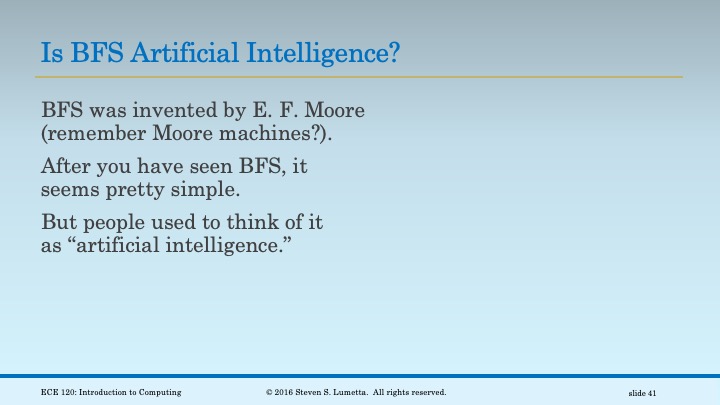 Is BFS Artificial Intelligence?
BFS was invented by E. F. Moore
(remember Moore machines?).
After you have seen BFS, it
seems pretty simple.
But people used to think of it
as “artificial intelligence.”
ECE 120: Introduction to Computing
© 2016 Steven S. Lumetta.  All rights reserved.
slide 41